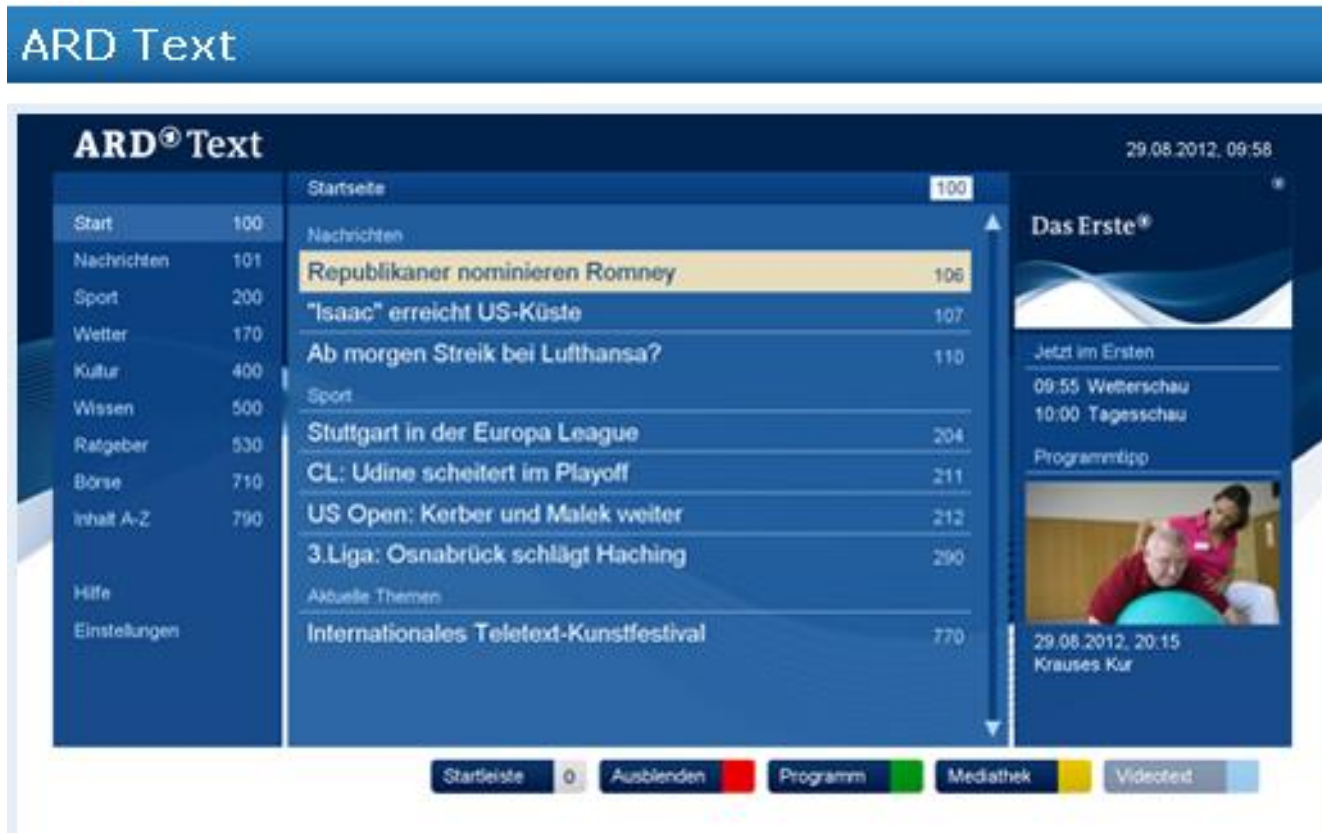 ARD Text
ARD Text
29.08.2012, 09:58
Startseite 100
Start 100
Nachrichten 101
Sport 200
Wetter 170
Kultur 400
Wissen 500
Ratgeber 530
Börse 710
Inhalt A-Z 790
Hilfe
Einstellungen
Nachrichten
Republikaner nominieren Romney 106
"Isaac" erreicht US-Küste 107
Ab morgen Streik bei Lufthansa? 110
Sport
Stuttgart in der Europa League 204
CL: Udine scheitert im Playoff 211
US Open: Kerber und Malek weiter 212
3.Liga: Osnabrück schlägt Haching 290
Aktuelle Themen
Internationales Teletext-Kunstfestival 770
Das Erste
Jetzt im Ersten
09:55 Wetterschau
10:00 Tagesschau
Programmtipp
29.08.2012, 20:15
Krauses Kur
Startleiste 0 Ausblenden Programm Mediathek Videotext